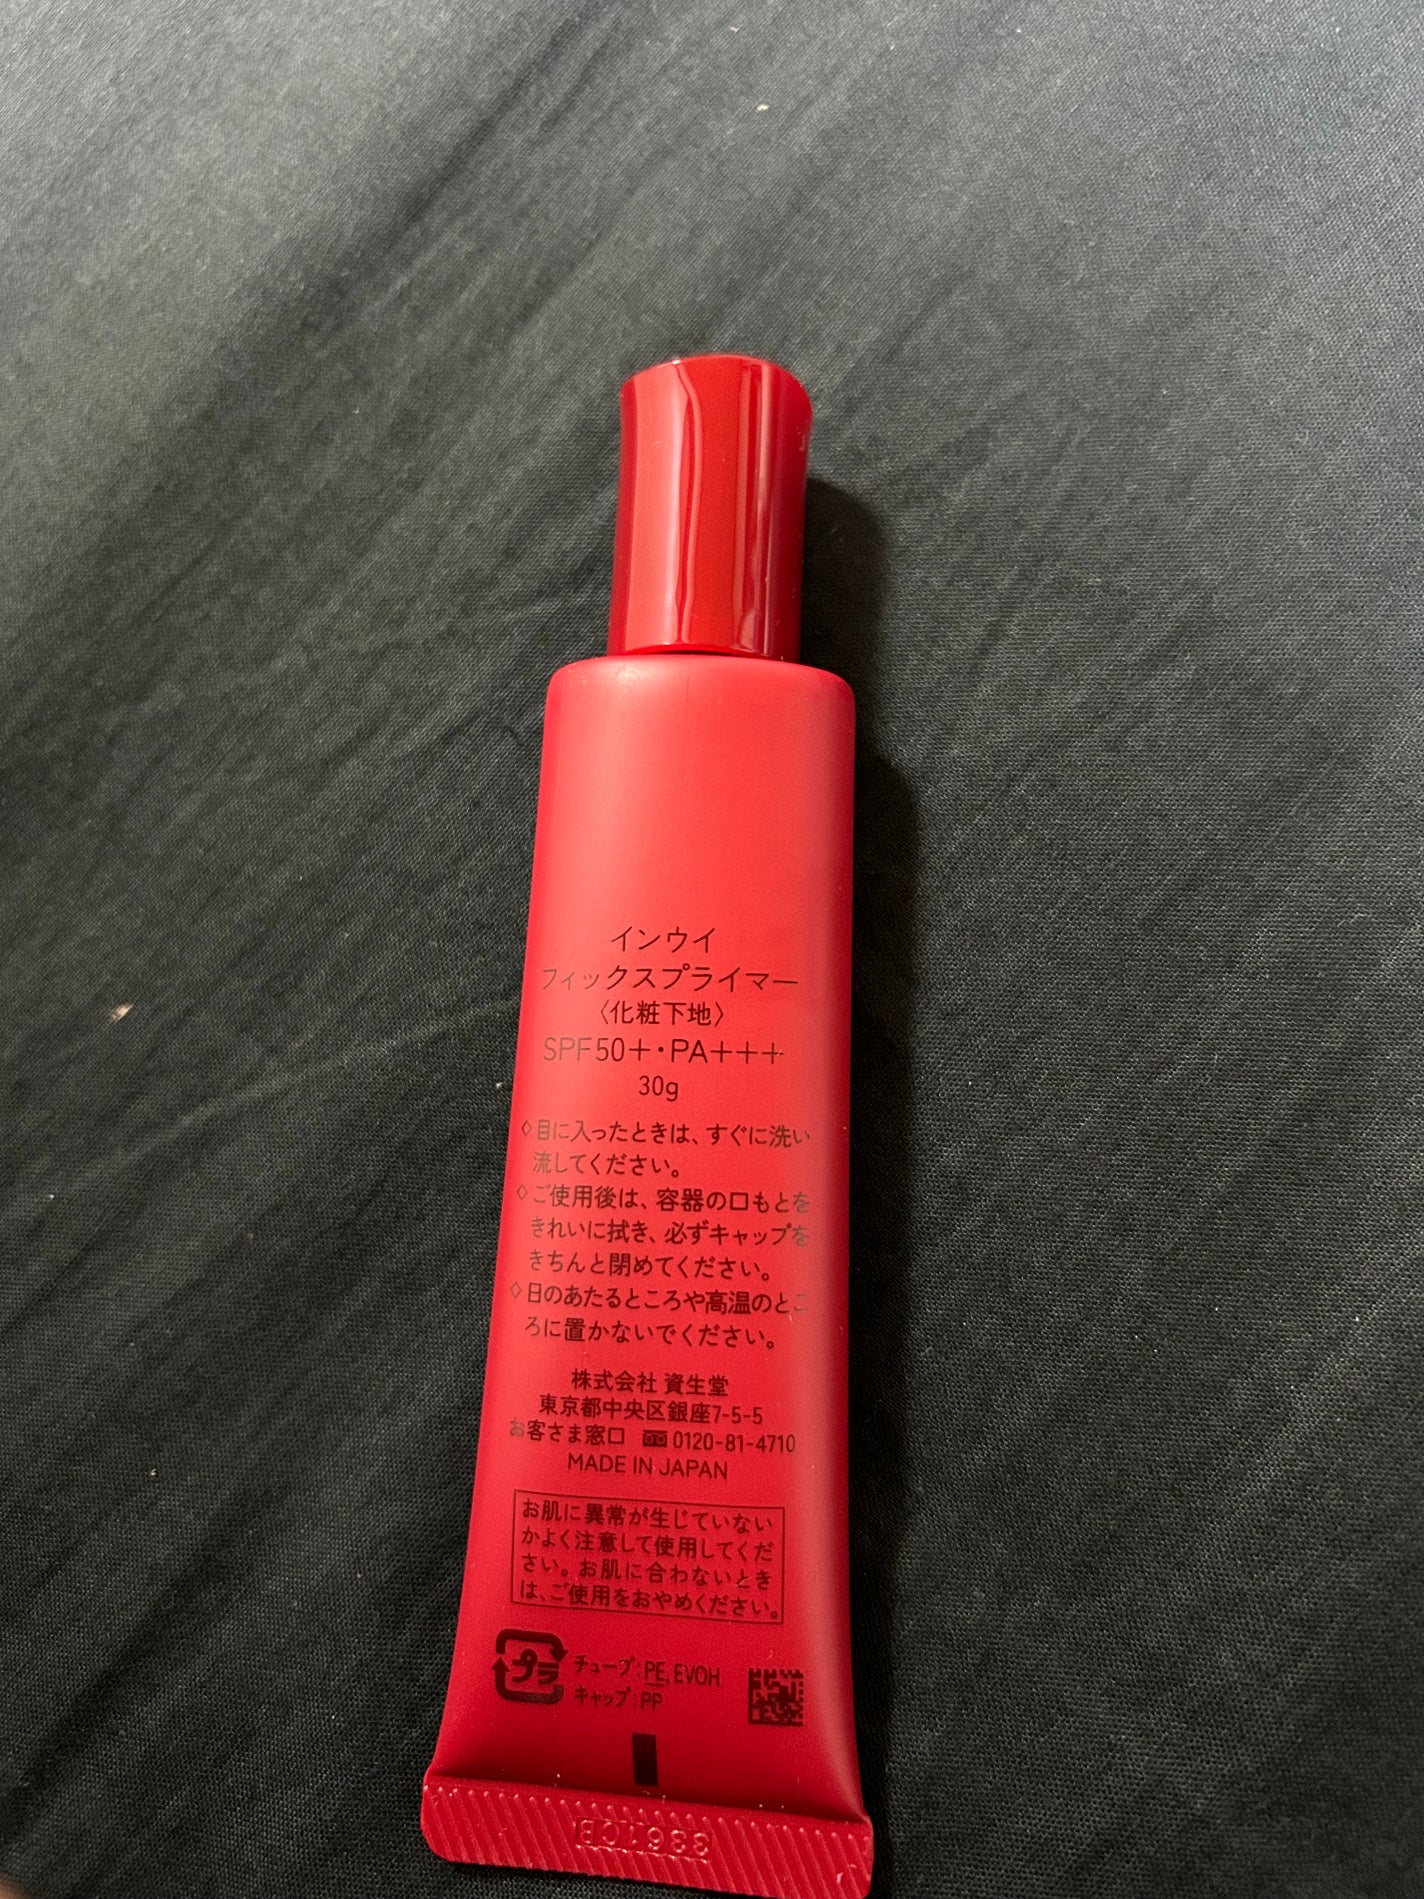 インウイ
フィックスプライマー
〈化粧下地〉
SPF50+・PA+++
30g
◇目に入ったときは、すぐに洗い
流してください。
◇ご使用後は、容器の口もとを
きれいに拭き、必ずキャップを
きちんと閉めてください。
◇日のあたるところや高温のとこ
ろに置かないでください。
株式会社 資生堂
東京都中央区銀座7-5-5
お客さま窓口 0120-81-4710
MADE IN JAPAN
お肌に異常が生じていない
かよく注意して使用してくだ
さい。お肌に合わないとき
は、ご使用をおやめください。
プラ チューブ:PE,EVOH
キャップ:PP